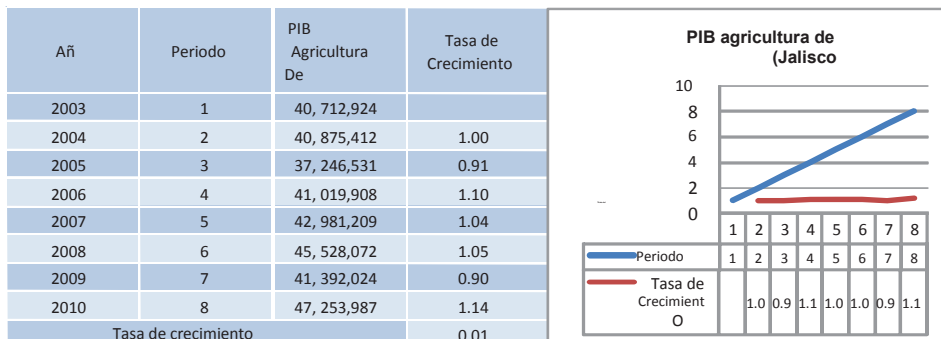 Añ Periodo PIB Agricultura De Tasa de Crecimiento
2003 1 40, 712,924
2004 2 40, 875,412 1.00
2005 3 37, 246,531 0.91
2006 4 41, 019,908 1.10
2007 5 42, 981,209 1.04
2008 6 45, 528,072 1.05
2009 7 41, 392,024 0.90
2010 8 47, 253,987 1.14
Tasa de crecimiento 0.01
PIB agricultura de
(Jalisco
10
8
6
4
2
0
1 2 3 4 5 6 7 8
Periodo 1 2 3 4 5 6 7 8
Tasa de
Crecimient
O
1.0 0.9 1.1 1.0 1.0 0.9 1.1